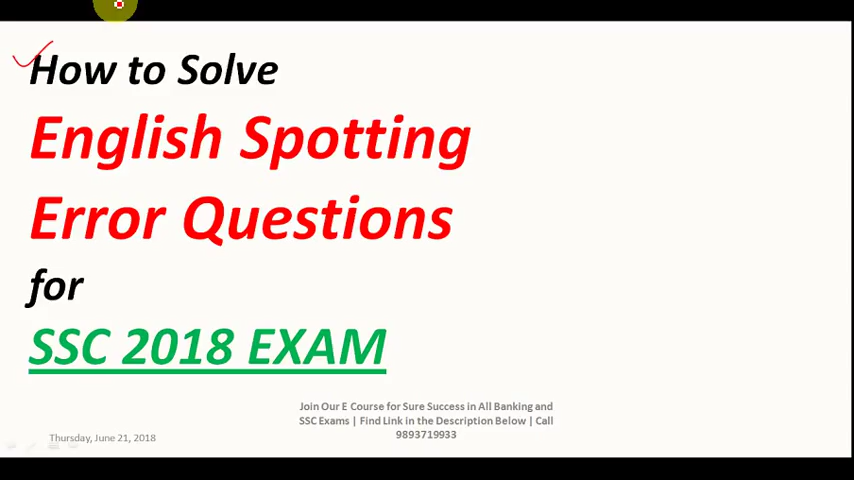 How to Solve
English Spotting
Error Questions
for
SSC 2018 EXAM
Join Our E Course for Sure Success in All Banking and
SSC Exams | Find Link in the Description Below | Call
9893719933
Thursday, June 21, 2018